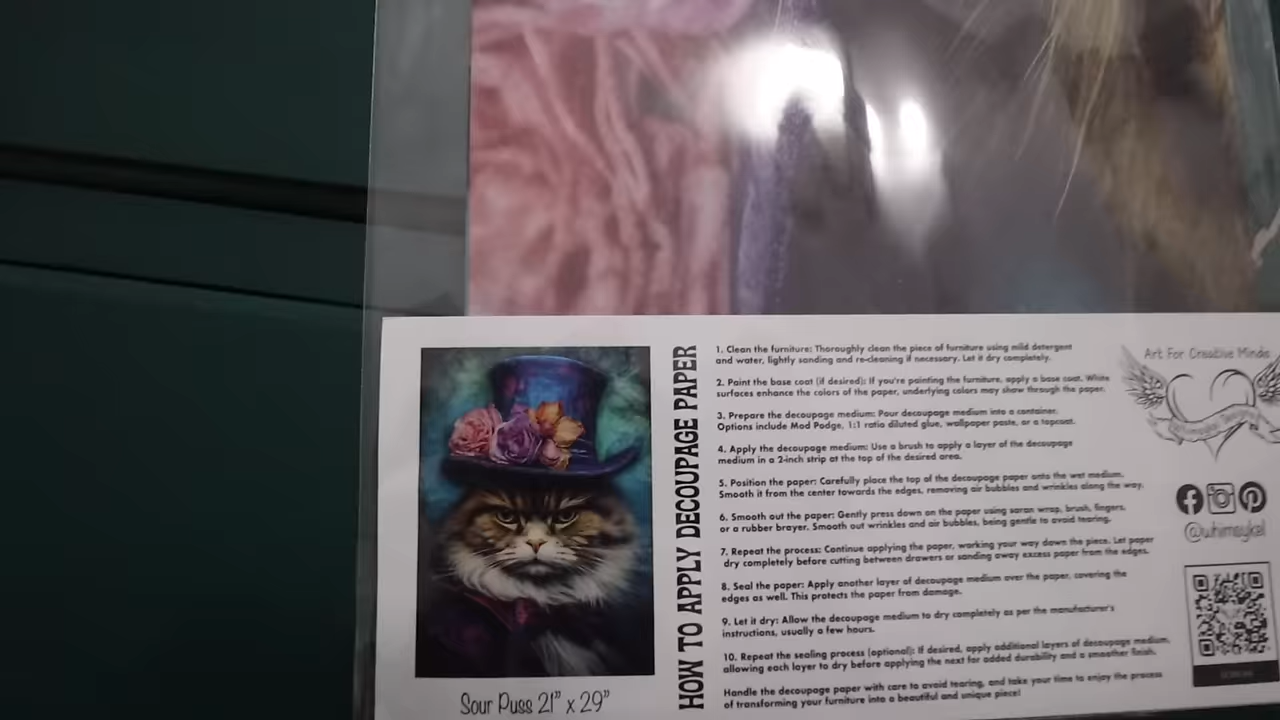 Sour Puss 21" x 29"
HOW TO APPLY DECOUPAGE PAPER
1. Clean the furniture: Thoroughly clean the piece of furniture using mild detergent
and water, lightly sanding and re-cleaning if necessary. Let it dry completely.
2. Paint the base coat (if desired): If you're painting the furniture, apply a base coat. White
surfaces enhance the colors of the paper, underlying colors may show through the paper.
3. Prepare the decoupage medium: Pour decoupage medium into a container.
Options include Mod Podge, 1:1 ratio diluted glue, wallpaper paste, or a topcoat.
4. Apply the decoupage medium: Use a brush to apply a layer of the decoupage
medium in a 2-inch strip at the top of the desired area.
5. Position the paper: Carefully place the top of the decoupage paper onto the wet medium.
Smooth it from the center towards the edges, removing air bubbles and wrinkles along the way.
6. Smooth out the paper: Gently press down on the paper using saran wrap, brush, fingers,
or a rubber brayer. Smooth out wrinkles and air bubbles, being gentle to avoid tearing.
7. Repeat the process: Continue applying the paper, working your way down the piece. Let paper
dry completely before cutting between drawers or sanding away excess paper from the edges.
8. Seal the paper: Apply another layer of decoupage medium over the paper, covering the
edges as well. This protects the paper from damage.
9. Let it dry: Allow the decoupage medium to dry completely as per the manufacturer's
instructions, usually a few hours.
10. Repeat the sealing process (optional): If desired, apply additional layers of decoupage medium,
allowing each layer to dry before applying the next for added durability and a smoother finish.
Handle the decoupage paper with care to avoid tearing, and take your time to enjoy the process
of transforming your furniture into a beautiful and unique piece!
Art For Creative Minds
@whimsykel